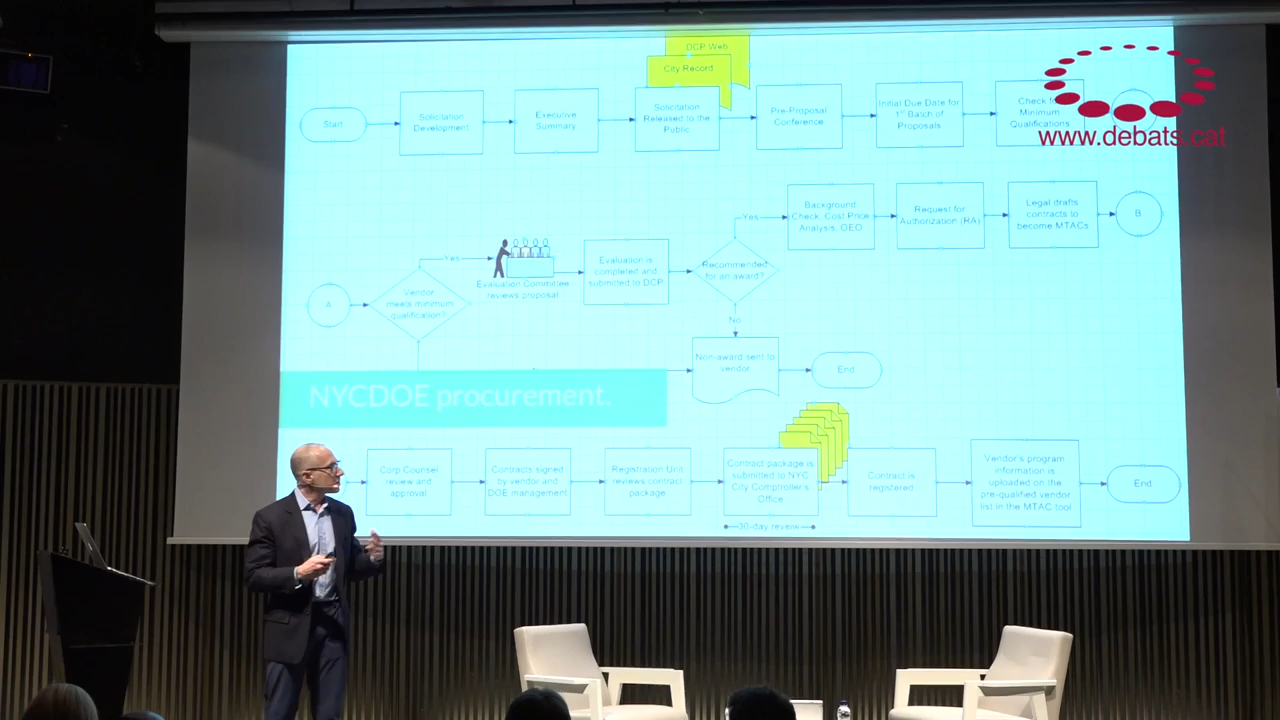 DCP Web
City Record
www.debats.cat
Start
Solicitation
Development
Executive
Summary
Solicitation
Released to the
Public
Pre-Proposal
Conference
Initial Due Date for
1st Batch of
Proposals
Check
Minimum
Qualifications
Yes
Background
Check, Cost Price
Analysis, OEO
Request for
Authorization (RA)
Legal drafts
contracts to
become MTACs
B
A
Vendor
meets minimum
qualification?
Yes
Evaluation Committee
reviews proposal
Evaluation is
completed and
submitted to DCP
Recommended
for an award?
No
Non-award sent to
vendor
End
NYCDOE procurement.
Corp Counsel
review and
approval
Contracts signed
by vendor and
DOE management
Registration Unit
reviews contract
package
Contract package is
submitted to NYC
City Comptroller's
Office
30-day review
Contract is
registered
Vendor's program
information is
uploaded on the
pre-qualified vendor
list in the MTAC tool
End